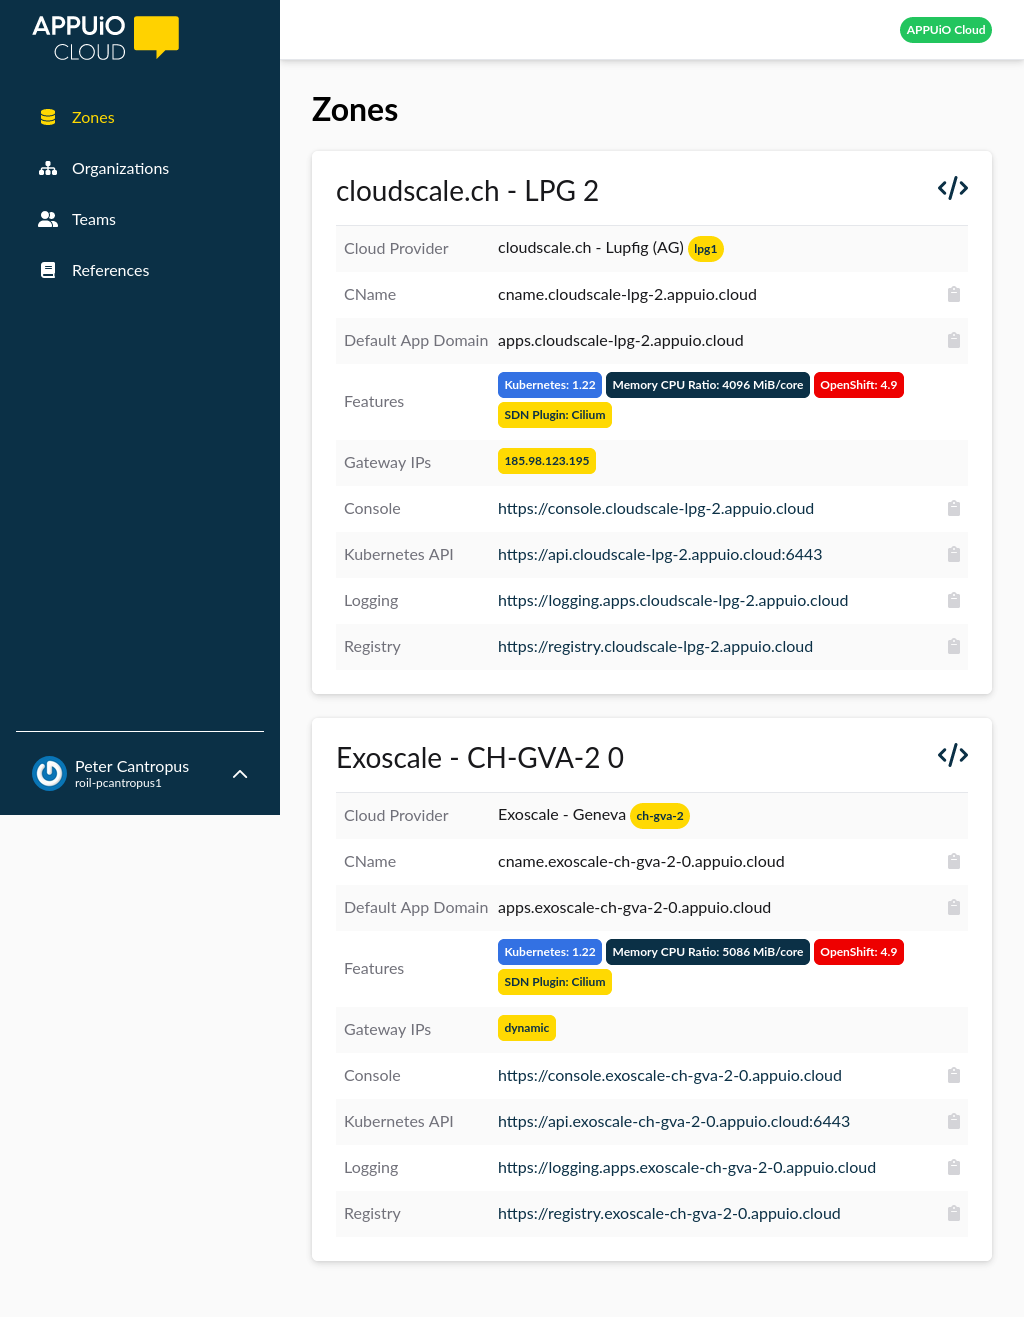 APPUiO
CLOUD
APPUiO Cloud
Zones
Organizations
Teams
References
Peter Cantropus
roil-pcantropus1
Zones
cloudscale.ch - LPG 2
Cloud Provider cloudscale.ch - Lupfig (AG) lpg1
CName cname.cloudscale-lpg-2.appuio.cloud
Default App Domain apps.cloudscale-lpg-2.appuio.cloud
Features Kubernetes: 1.22 Memory CPU Ratio: 4096 MiB/core OpenShift: 4.9
SDN Plugin: Cilium
Gateway IPs 185.98.123.195
Console https://console.cloudscale-lpg-2.appuio.cloud
Kubernetes API https://api.cloudscale-lpg-2.appuio.cloud:6443
Logging https://logging.apps.cloudscale-lpg-2.appuio.cloud
Registry https://registry.cloudscale-lpg-2.appuio.cloud
Exoscale - CH-GVA-2 0
Cloud Provider Exoscale - Geneva ch-gva-2
CName cname.exoscale-ch-gva-2-0.appuio.cloud
Default App Domain apps.exoscale-ch-gva-2-0.appuio.cloud
Features Kubernetes: 1.22 Memory CPU Ratio: 5086 MiB/core OpenShift: 4.9
SDN Plugin: Cilium
Gateway IPs dynamic
Console https://console.exoscale-ch-gva-2-0.appuio.cloud
Kubernetes API https://api.exoscale-ch-gva-2-0.appuio.cloud:6443
Logging https://logging.apps.exoscale-ch-gva-2-0.appuio.cloud
Registry https://registry.exoscale-ch-gva-2-0.appuio.cloud